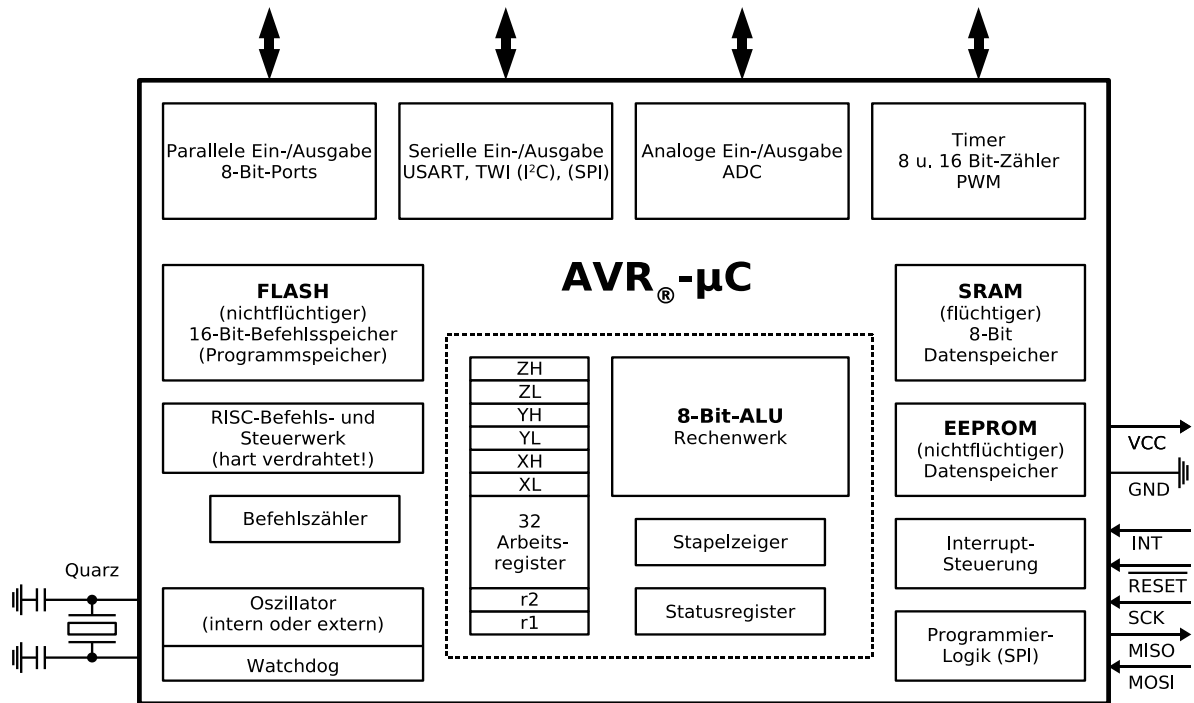 Parallele Ein-/Ausgabe
8-Bit-Ports
Serielle Ein-/Ausgabe
USART, TWI (I²C), (SPI)
Analoge Ein-/Ausgabe
ADC
Timer
8 u. 16 Bit-Zähler
PWM
AVR®-µC
FLASH
(nichtflüchtiger)
16-Bit-Befehlsspeicher
(Programmspeicher)
RISC-Befehls- und
Steuerwerk
(hart verdrahtet!)
Befehlszähler
Quarz
Oszillator
(intern oder extern)
Watchdog
ZH
ZL
YH
YL
XH
XL
32
Arbeits-
register
r2
r1
8-Bit-ALU
Rechenwerk
Stapelzeiger
Statusregister
SRAM
(flüchtiger)
8-Bit
Datenspeicher
EEPROM
(nichtflüchtiger)
Datenspeicher
Interrupt-
Steuerung
Programmier-
Logik (SPI)
VCC
GND
INT
RESET
SCK
MISO
MOSI